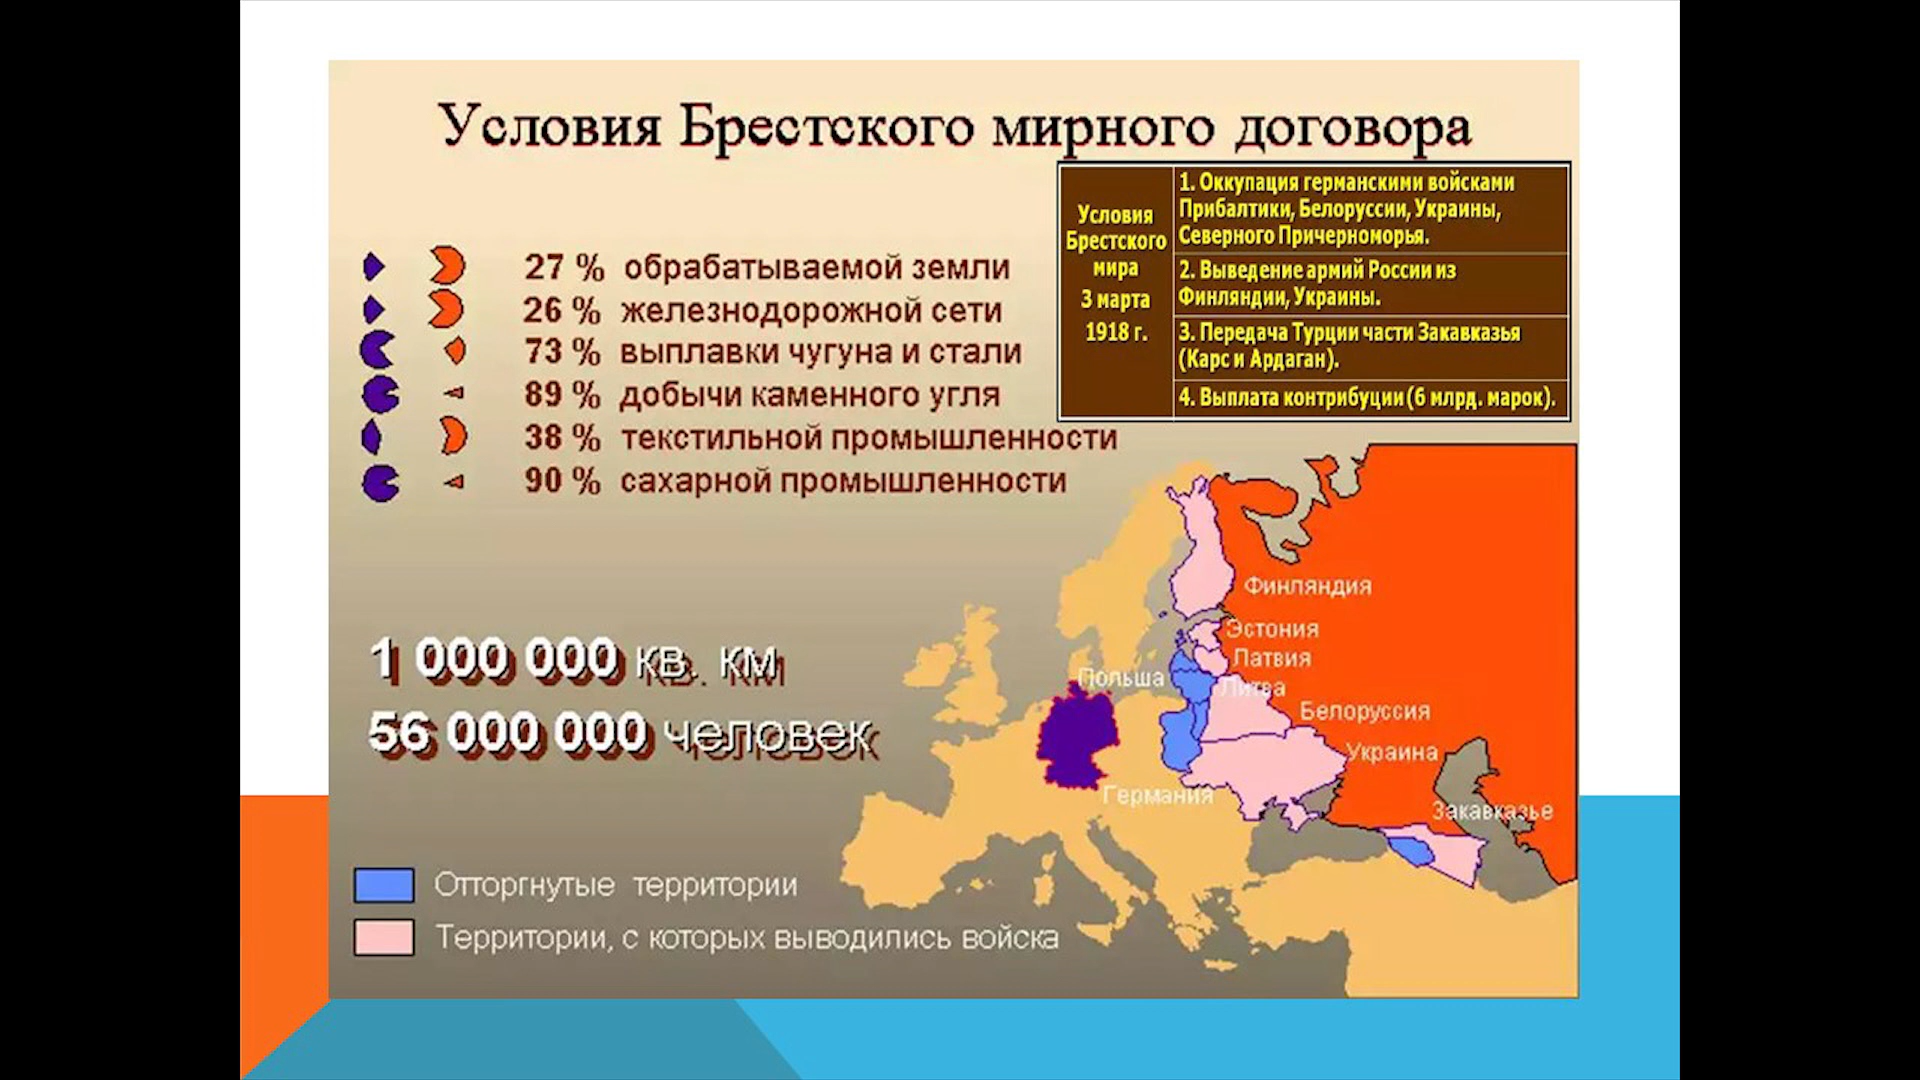 Условия Брестского мирного договора
Условия
Брестского
мира
3 марта
1918 г.
1. Оккупация германскими войсками
Прибалтики, Белоруссии, Украины,
Северного Причерноморья.
2. Выведение армий России из
Финляндии, Украины.
3. Передача Турции части Закавказья
(Карс и Ардаган).
4. Выплата контрибуции (6 млрд. марок).
27 % обрабатываемой земли
26 % железнодорожной сети
73 % выплавки чугуна и стали
89 % добычи каменного угля
38 % текстильной промышленности
90 % сахарной промышленности
1 000 000 кв. км
56 000 000 человек
Финляндия
Эстония
Латвия
Польша
Литва
Белоруссия
Украина
Германия
Закавказье
Отторгнутые территории
Территории, с которых выводились войска